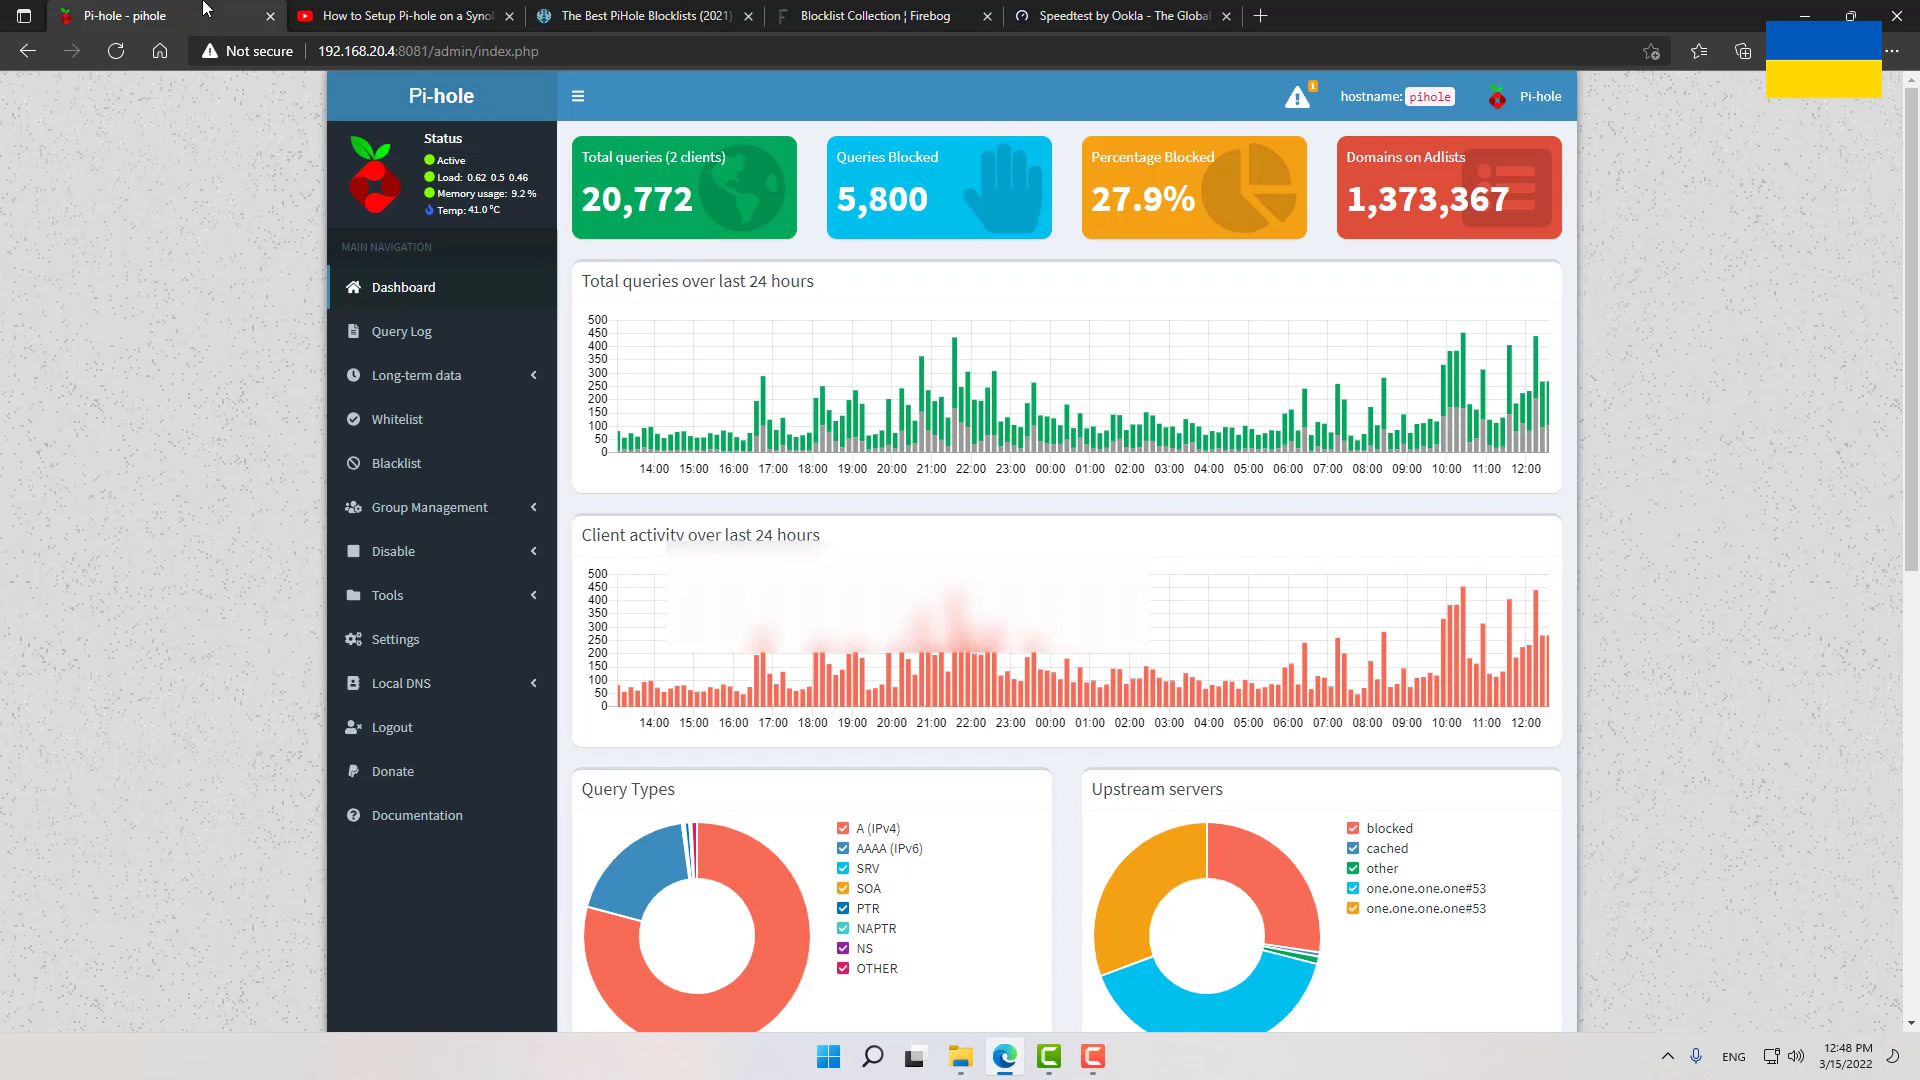 Pi-hole - pihole
How to Setup Pi-hole on a Syno
The Best PiHole Blocklists (2021)
Blocklist Collection | Firebog
Speedtest by Ookla - The Global
Not secure
192.168.20.4:8081/admin/index.php
Pi-hole
hostname: pihole
Pi-hole
1
Status
Active
Load: 0.62 0.5 0.46
Memory usage: 9.2 %
Temp: 41.0 °C
MAIN NAVIGATION
Dashboard
Query Log
Long-term data
Whitelist
Blacklist
Group Management
Disable
Tools
Settings
Local DNS
Logout
Donate
Documentation
Total queries (2 clients)
20,772
Queries Blocked
5,800
Percentage Blocked
27.9%
Domains on Adlists
1,373,367
Total queries over last 24 hours
500
450
400
350
300
250
200
150
100
50
0
14:00 15:00 16:00 17:00 18:00 19:00 20:00 21:00 22:00 23:00 00:00 01:00 02:00 03:00 04:00 05:00 06:00 07:00 08:00 09:00 10:00 11:00 12:00
Client activity over last 24 hours
500
450
400
350
300
250
200
150
100
50
0
14:00 15:00 16:00 17:00 18:00 19:00 20:00 21:00 22:00 23:00 00:00 01:00 02:00 03:00 04:00 05:00 06:00 07:00 08:00 09:00 10:00 11:00 12:00
Query Types
A (IPv4)
AAAA (IPv6)
SRV
SOA
PTR
NAPTR
NS
OTHER
Upstream servers
blocked
cached
other
one.one.one.one#53
one.one.one.one#53
ENG
12:48 PM
3/15/2022